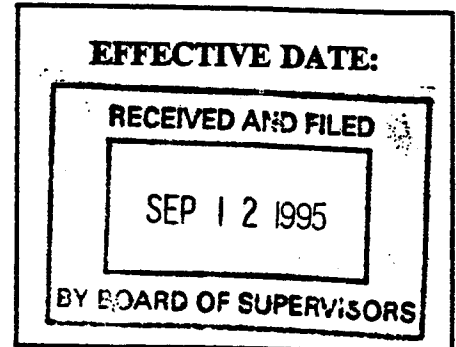 EFFECTIVE DATE:
RECEIVED AND FILED
SEP 12 1995
BY BOARD OF SUPERVISORS